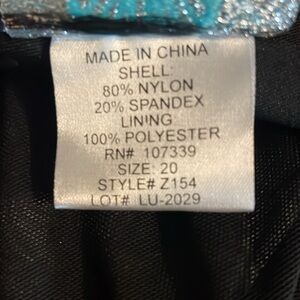 MADE IN CHINA
SHELL:
80% NYLON
20% SPANDEX
LINING
100% POLYESTER
RN# 107339
SIZE: 20
STYLE# Z154
LOT# LU-2029